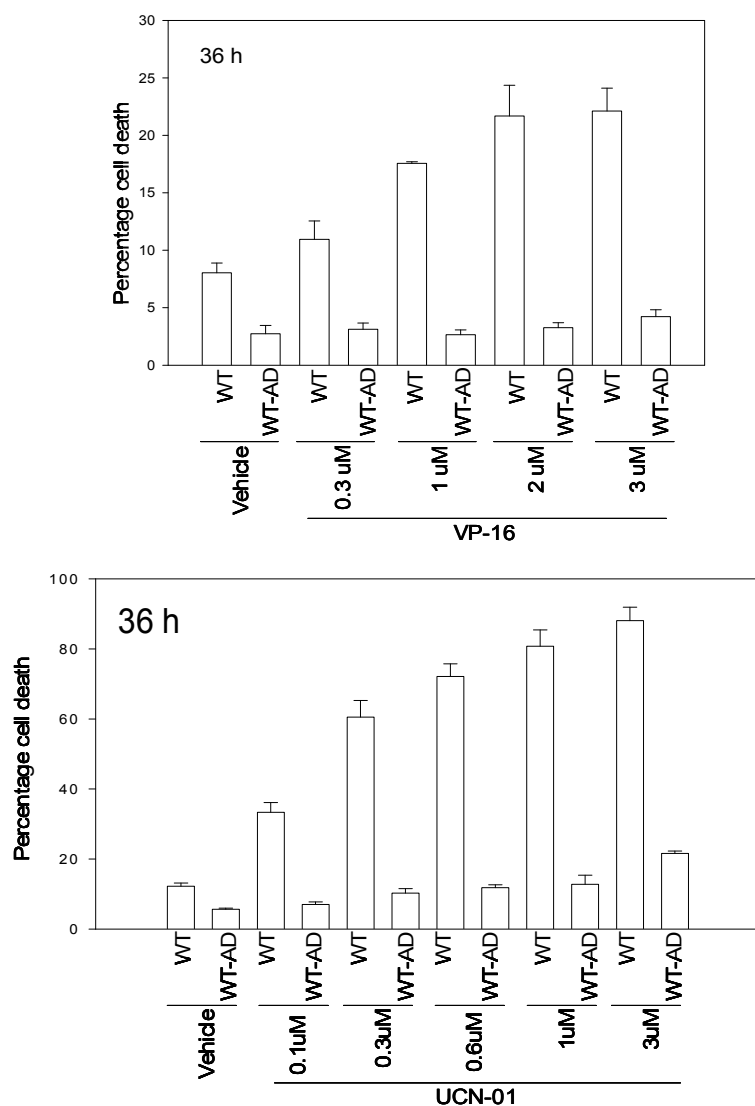 30
36 h
25
20
15
10
5
0
Percentage cell death
WT
WT-AD
WT
WT-AD
WT
WT-AD
WT
WT-AD
WT
WT-AD
Vehicle
0.3 uM
1 uM
2 uM
3 uM
VP-16
100
36 h
80
60
40
20
0
Percentage cell death
WT
WT-AD
WT
WT-AD
WT
WT-AD
WT
WT-AD
WT
WT-AD
WT
WT-AD
Vehicle
0.1uM
0.3uM
0.6uM
1uM
3uM
UCN-01